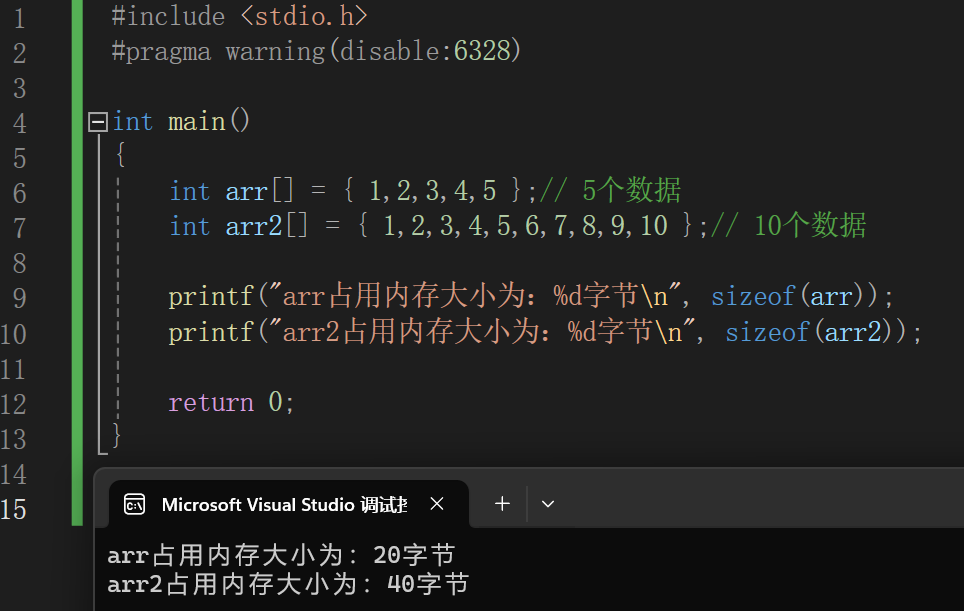 1 #include <stdio.h>
2 #pragma warning(disable:6328)
3
4 int main()
5 {
6 int arr[] = { 1,2,3,4,5 };// 5个数据
7 int arr2[] = { 1,2,3,4,5,6,7,8,9,10 };// 10个数据
8
9 printf("arr占用内存大小为: %d字节\n", sizeof(arr));
10 printf("arr2占用内存大小为: %d字节\n", sizeof(arr2));
11
12 return 0;
13 }
14
15
Microsoft Visual Studio 调试
arr占用内存大小为: 20字节
arr2占用内存大小为: 40字节